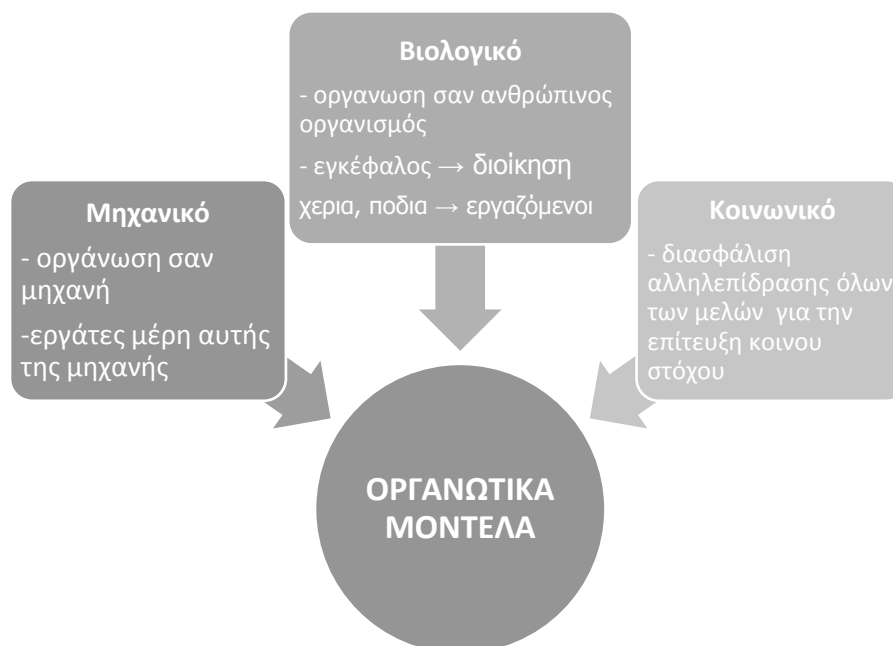 Βιολογικό
- οργανωση σαν ανθρώπινος
οργανισμός
- εγκέφαλος → διοίκηση
χερια, ποδια → εργαζόμενοι
Μηχανικό
- οργάνωση σαν
μηχανή
-εργάτες μέρη αυτής
της μηχανής
Κοινωνικό
- διασφάλιση
αλληλεπίδρασης όλων
των μελών για την
επίτευξη κοινου
στόχου
ΟΡΓΑΝΩΤΙΚΑ
ΜΟΝΤΕΛΑ